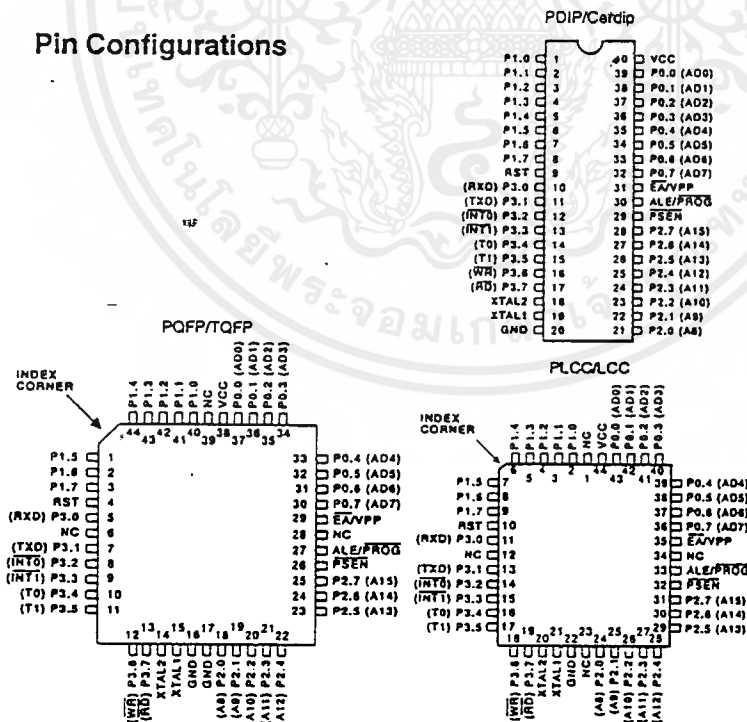 Pin Configurations
PDIP/Cerdip
P1.0 1 40 VCC
P1.1 2 39 P0.0 (AD0)
P1.2 3 38 P0.1 (AD1)
P1.3 4 37 P0.2 (AD2)
P1.4 5 36 P0.3 (AD3)
P1.5 6 35 P0.4 (AD4)
P1.6 7 34 P0.5 (AD5)
P1.7 8 33 P0.6 (AD6)
RST 9 32 P0.7 (AD7)
(RXD) P3.0 10 31 EA/VPP
(TXD) P3.1 11 30 ALE/PROG
(INT0) P3.2 12 29 PSEN
(INT1) P3.3 13 28 P2.7 (A15)
(T0) P3.4 14 27 P2.6 (A14)
(T1) P3.5 15 26 P2.5 (A13)
(WR) P3.6 16 25 P2.4 (A12)
(RD) P3.7 17 24 P2.3 (A11)
XTAL2 18 23 P2.2 (A10)
XTAL1 19 22 P2.1 (A9)
GND 20 21 P2.0 (A8)
PQFP/TQFP
INDEX
CORNER
P1.4 P1.3 P1.2 P1.1 P1.0 NC VCC P0.0 (AD0) P0.1 (AD1) P0.2 (AD2) P0.3 (AD3)
44 43 42 41 40 39 38 37 36 35 34
P1.5 1 33 P0.4 (AD4)
P1.6 2 32 P0.5 (AD5)
P1.7 3 31 P0.6 (AD6)
RST 4 30 P0.7 (AD7)
(RXD) P3.0 5 29 EA/VPP
NC 6 28 NC
(TXD) P3.1 7 27 ALE/PROG
(INT0) P3.2 8 26 PSEN
(INT1) P3.3 9 25 P2.7 (A15)
(T0) P3.4 10 24 P2.6 (A14)
(T1) P3.5 11 23 P2.5 (A13)
12 13 14 15 16 17 18 19 20 21 22
(WR) P3.6 (RD) P3.7 XTAL2 XTAL1 GND GND (A8) P2.0 (A9) P2.1 (A10) P2.2 (A11) P2.3 (A12) P2.4
PLCC/LCC
INDEX
CORNER
P1.4 P1.3 P1.2 P1.1 P1.0 NC VCC P0.0 (AD0) P0.1 (AD1) P0.2 (AD2) P0.3 (AD3)
6 5 4 3 2 1 44 43 42 41 40
P1.5 7 39 P0.4 (AD4)
P1.6 8 38 P0.5 (AD5)
P1.7 9 37 P0.6 (AD6)
RST 10 36 P0.7 (AD7)
(RXD) P3.0 11 35 EA/VPP
NC 12 34 NC
(TXD) P3.1 13 33 ALE/PROG
(INT0) P3.2 14 32 PSEN
(INT1) P3.3 15 31 P2.7 (A15)
(T0) P3.4 16 30 P2.6 (A14)
(T1) P3.5 17 29 P2.5 (A13)
18 19 20 21 22 23 24 25 26 27 28
(WR) P3.6 (RD) P3.7 XTAL2 XTAL1 GND NC (A8) P2.0 (A9) P2.1 (A10) P2.2 (A11) P2.3 (A12) P2.4